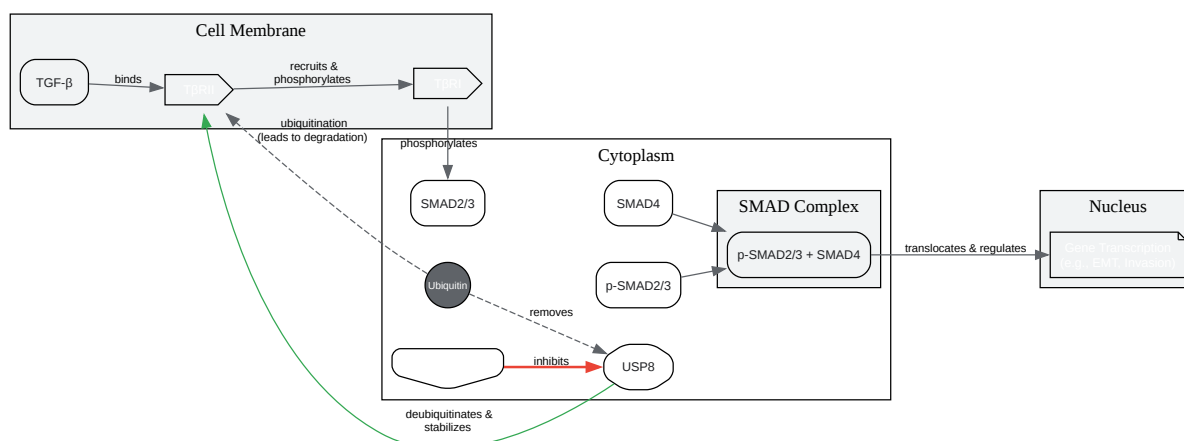 Cell Membrane
TGF-β
binds
TβRII
recruits &
phosphorylates
TβRI
ubiquitination
(leads to degradation)
phosphorylates
Cytoplasm
SMAD2/3
SMAD4
SMAD Complex
p-SMAD2/3 + SMAD4
translocates & regulates
Nucleus
Gene Transcription
(e.g., EMT, Invasion)
Ubiquitin
p-SMAD2/3
removes
inhibits
USP8
deubiquitinates &
stabilizes